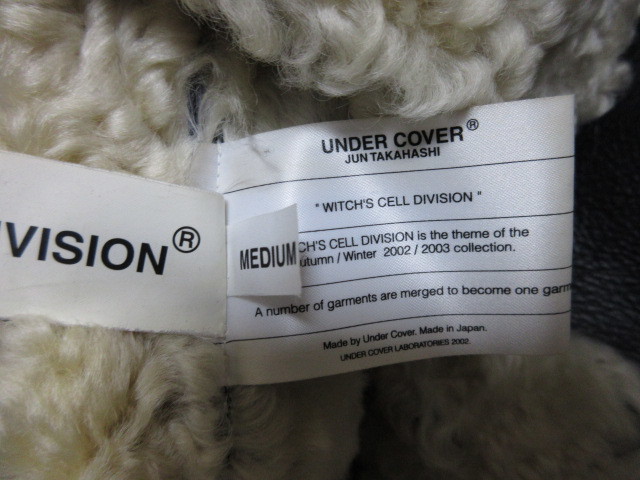 IVISION®
UNDER COVER®
JUN TAKAHASHI
" WITCH'S CELL DIVISION "
MEDIUM
CH'S CELL DIVISION is the theme of the
utumn / Winter 2002 / 2003 collection.
A number of garments are merged to become one garm
Made by Under Cover. Made in Japan.
UNDER COVER LABORATORIES 2002.